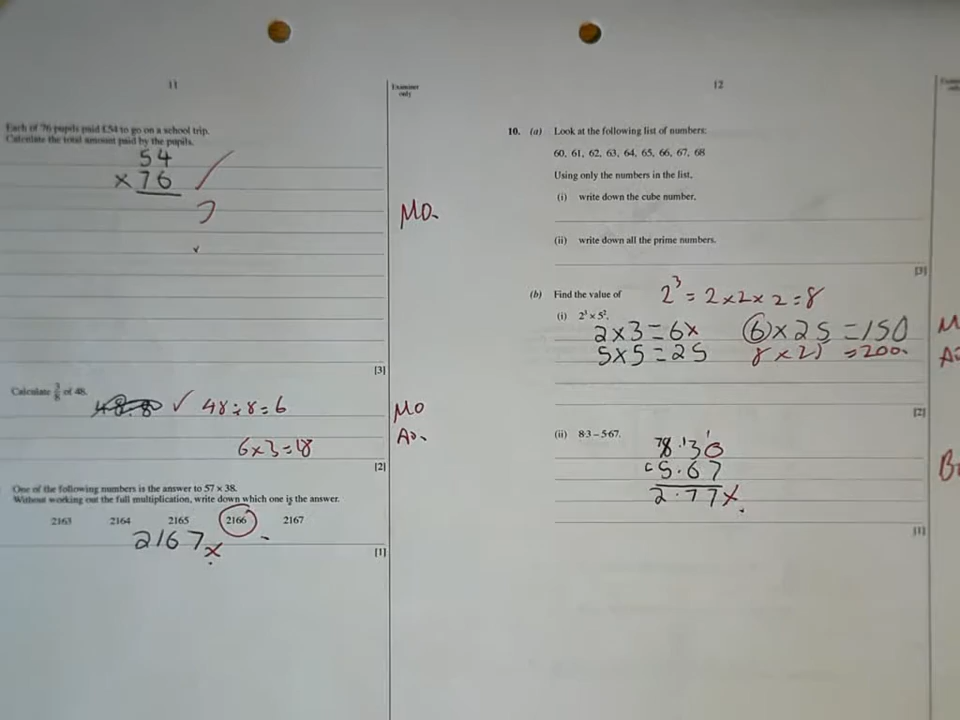 11
Examiner only
Each of 76 pupils paid £54 to go on a school trip.
Calculate the total amount paid by the pupils.
54
×76
M0.
[3]
Calculate 3/8 of 48.
✓ 48÷8=6
M0
6×3=18
A0.
[2]
One of the following numbers is the answer to 57 × 38.
Without working out the full multiplication, write down which one is the answer.
2163 2164 2165 2166 2167
2167 ×
[1]
12
10. (a) Look at the following list of numbers:
60, 61, 62, 63, 64, 65, 66, 67, 68
Using only the numbers in the list,
(i) write down the cube number,
(ii) write down all the prime numbers.
[3]
(b) Find the value of
2³ = 2×2×2=8
(i) 2³ × 5².
2×3=6× 6×25=150
5×5=25 8×25=200.
[2]
(ii) 8·3 – 5·67.
8.30
5.67
2.77×
[1]